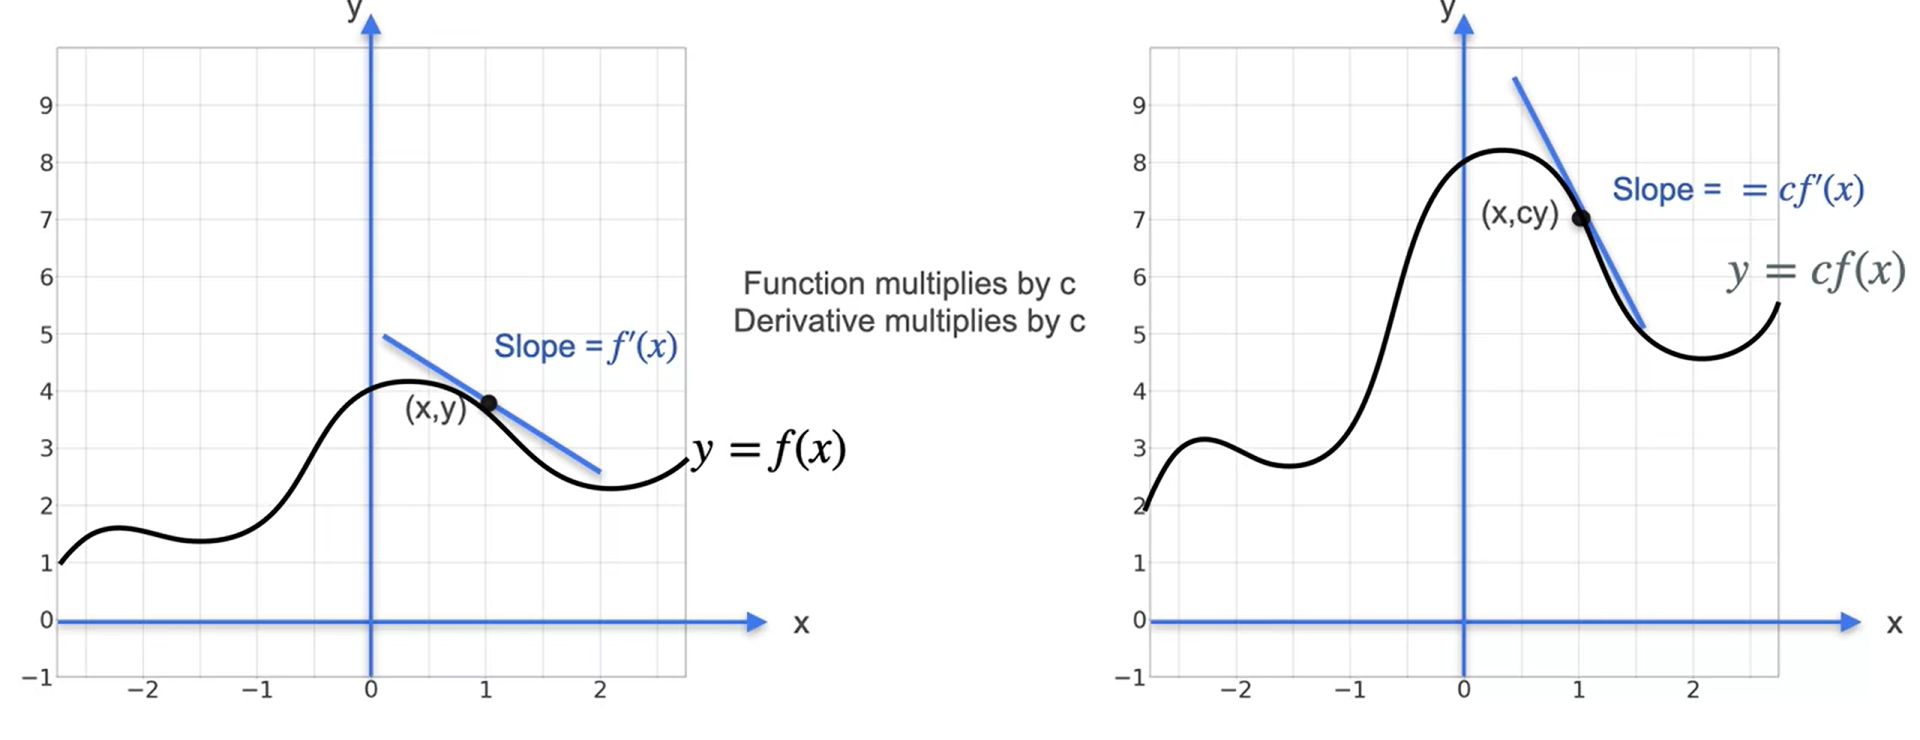 y
9
8
7
6
5
4
3
2
1
0
−1
−2
−1
0
1
2
x
Slope = f′(x)
(x,y)
y = f(x)
Function multiplies by c
Derivative multiplies by c
y
9
8
7
6
5
4
3
2
1
0
−1
−2
−1
0
1
2
x
Slope = = cf′(x)
(x,cy)
y = cf(x)